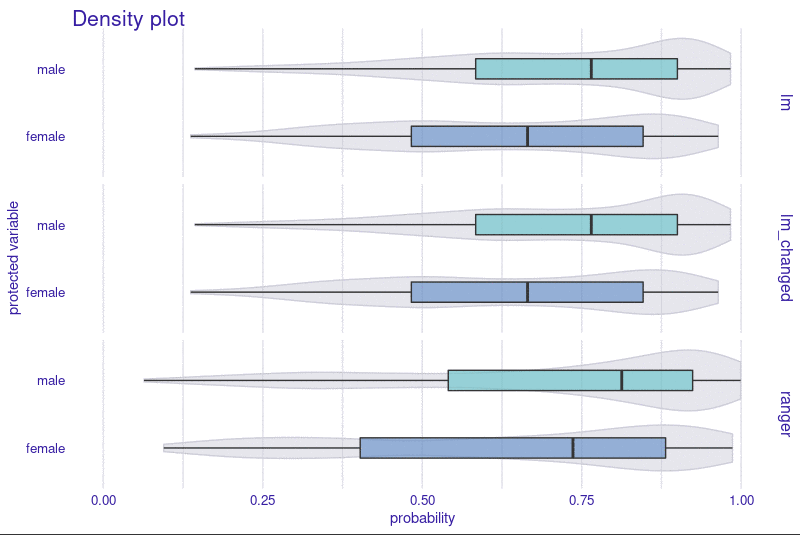 Density plot
male
female
lm
male
female
lm_changed
male
female
ranger
protected variable
0.00 0.25 0.50 0.75 1.00
probability